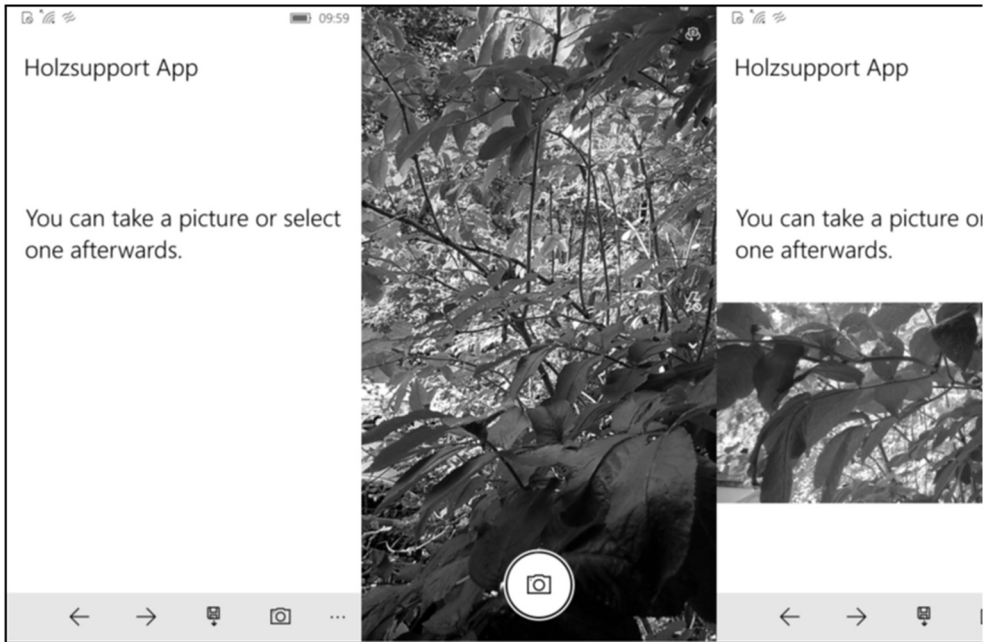 09:59
Holzsupport App
You can take a picture or select
one afterwards.
Holzsupport App
You can take a picture or
one afterwards.